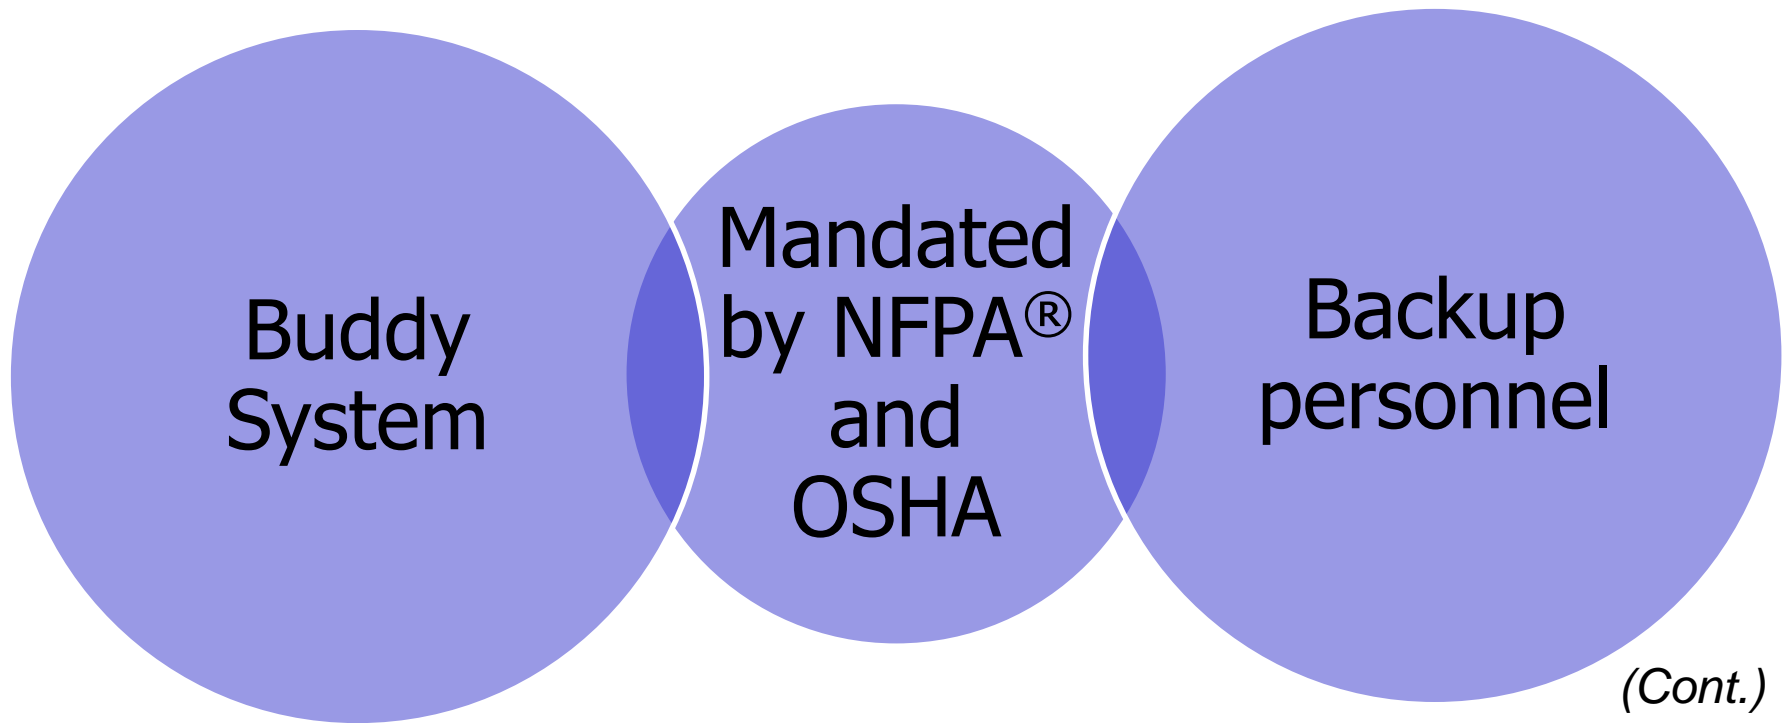 Buddy
System
Mandated
by NFPA®
and
OSHA
Backup
personnel
(Cont.)